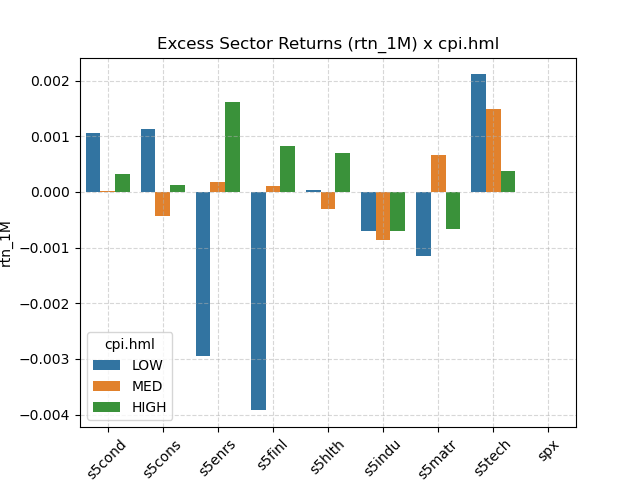 Excess Sector Returns (rtn_1M) x cpi.hml
rtn_1M
0.002
0.001
0.000
−0.001
−0.002
−0.003
−0.004
cpi.hml
LOW
MED
HIGH
s5cond
s5cons
s5enrs
s5finl
s5hlth
s5indu
s5matr
s5tech
spx